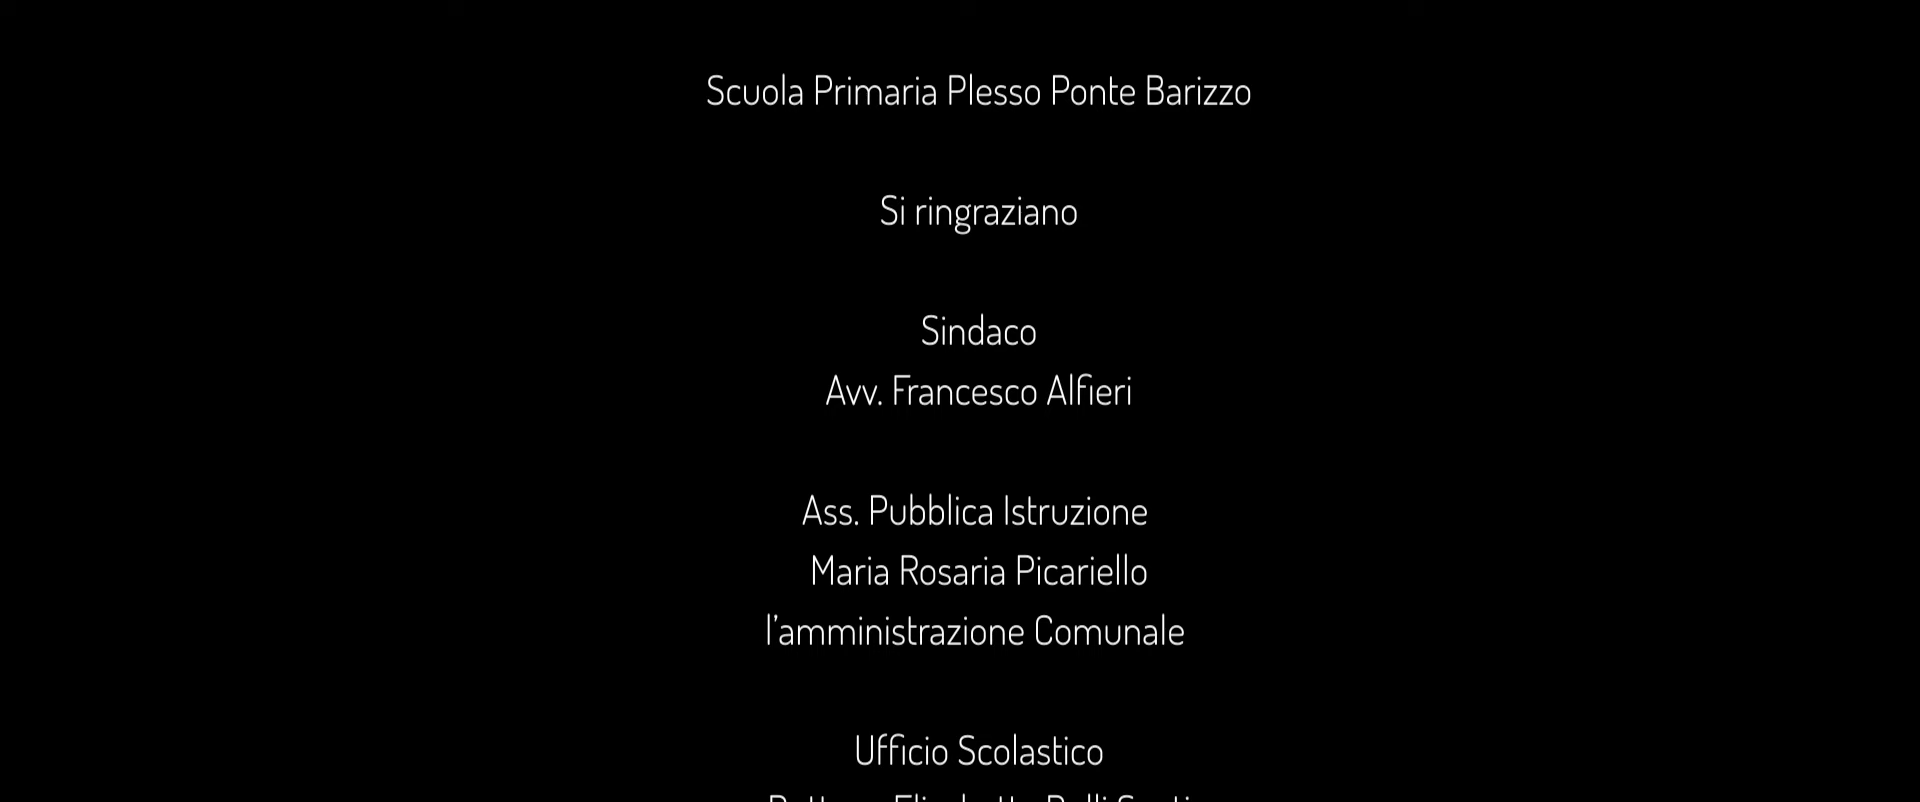 Scuola Primaria Plesso Ponte Barizzo
Si ringraziano
Sindaco
Avv. Francesco Alfieri
Ass. Pubblica Istruzione
Maria Rosaria Picariello
l’amministrazione Comunale
Ufficio Scolastico